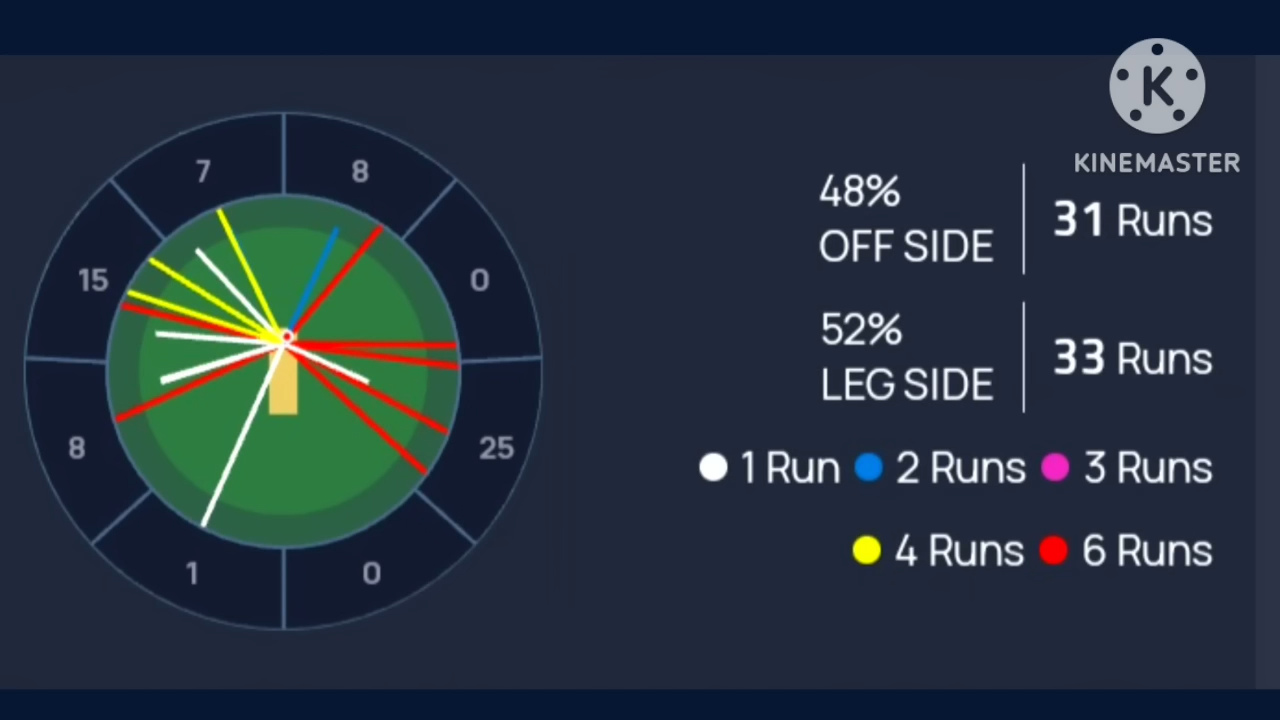 K
KINEMASTER
7 8
15 0
8 25
1 0
48%
OFF SIDE
31 Runs
52%
LEG SIDE
33 Runs
1 Run 2 Runs 3 Runs
4 Runs 6 Runs